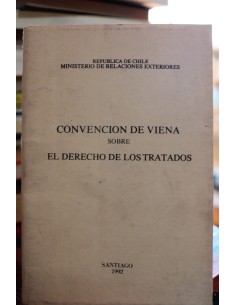 REPUBLICA DE CHILE
MINISTERIO DE RELACIONES EXTERIORES
CONVENCION DE VIENA
SOBRE
EL DERECHO DE LOS TRATADOS
SANTIAGO
1992